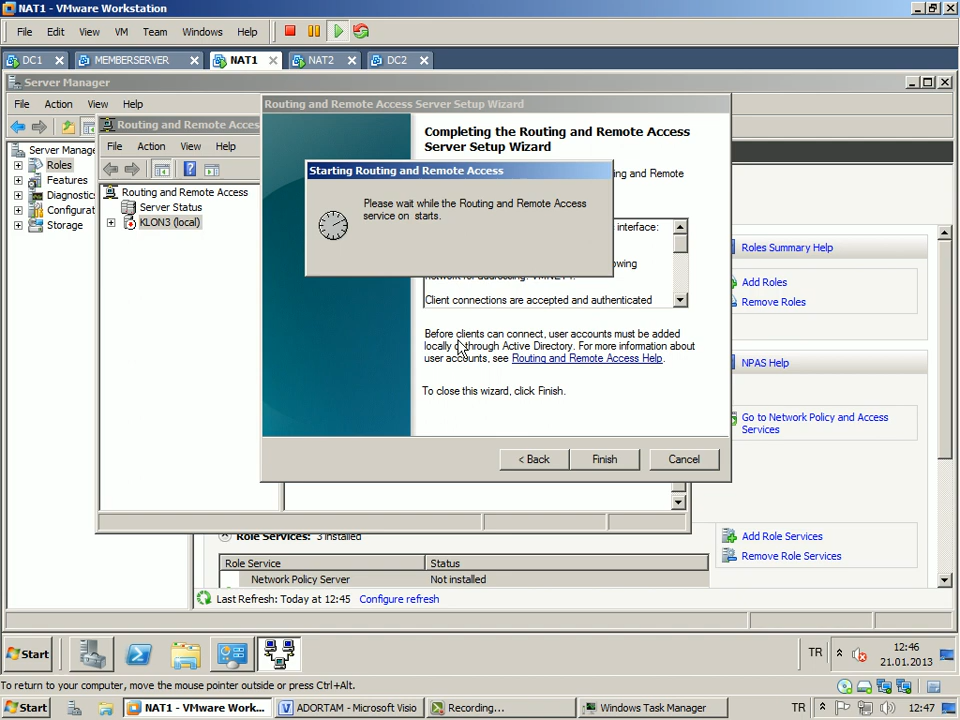 NAT1 - VMware Workstation
File Edit View VM Team Windows Help
DC1 MEMBERSERVER NAT1 NAT2 DC2
Server Manager
File Action View Help
Routing and Remote Access Server Setup Wizard
Routing and Remote Acces
File Action View Help
Server Manage
Roles
Features
Diagnostic
Configurat
Storage
Routing and Remote Access
Server Status
KLON3 (local)
Completing the Routing and Remote Access
Server Setup Wizard
ing and Remote
Starting Routing and Remote Access
Please wait while the Routing and Remote Access
service on starts.
interface:
owing
Client connections are accepted and authenticated
Before clients can connect, user accounts must be added
locally or through Active Directory. For more information about
user accounts, see Routing and Remote Access Help.
To close this wizard, click Finish.
< Back Finish Cancel
Roles Summary Help
Add Roles
Remove Roles
NPAS Help
Go to Network Policy and Access
Services
Add Role Services
Remove Role Services
Role Services: 3 installed
Role Service Status
Network Policy Server Not installed
Last Refresh: Today at 12:45 Configure refresh
Start TR 12:46
21.01.2013
To return to your computer, move the mouse pointer outside or press Ctrl+Alt.
Start NAT1 - VMware Work... ADORTAM - Microsoft Visio Recording... Windows Task Manager TR 12:47